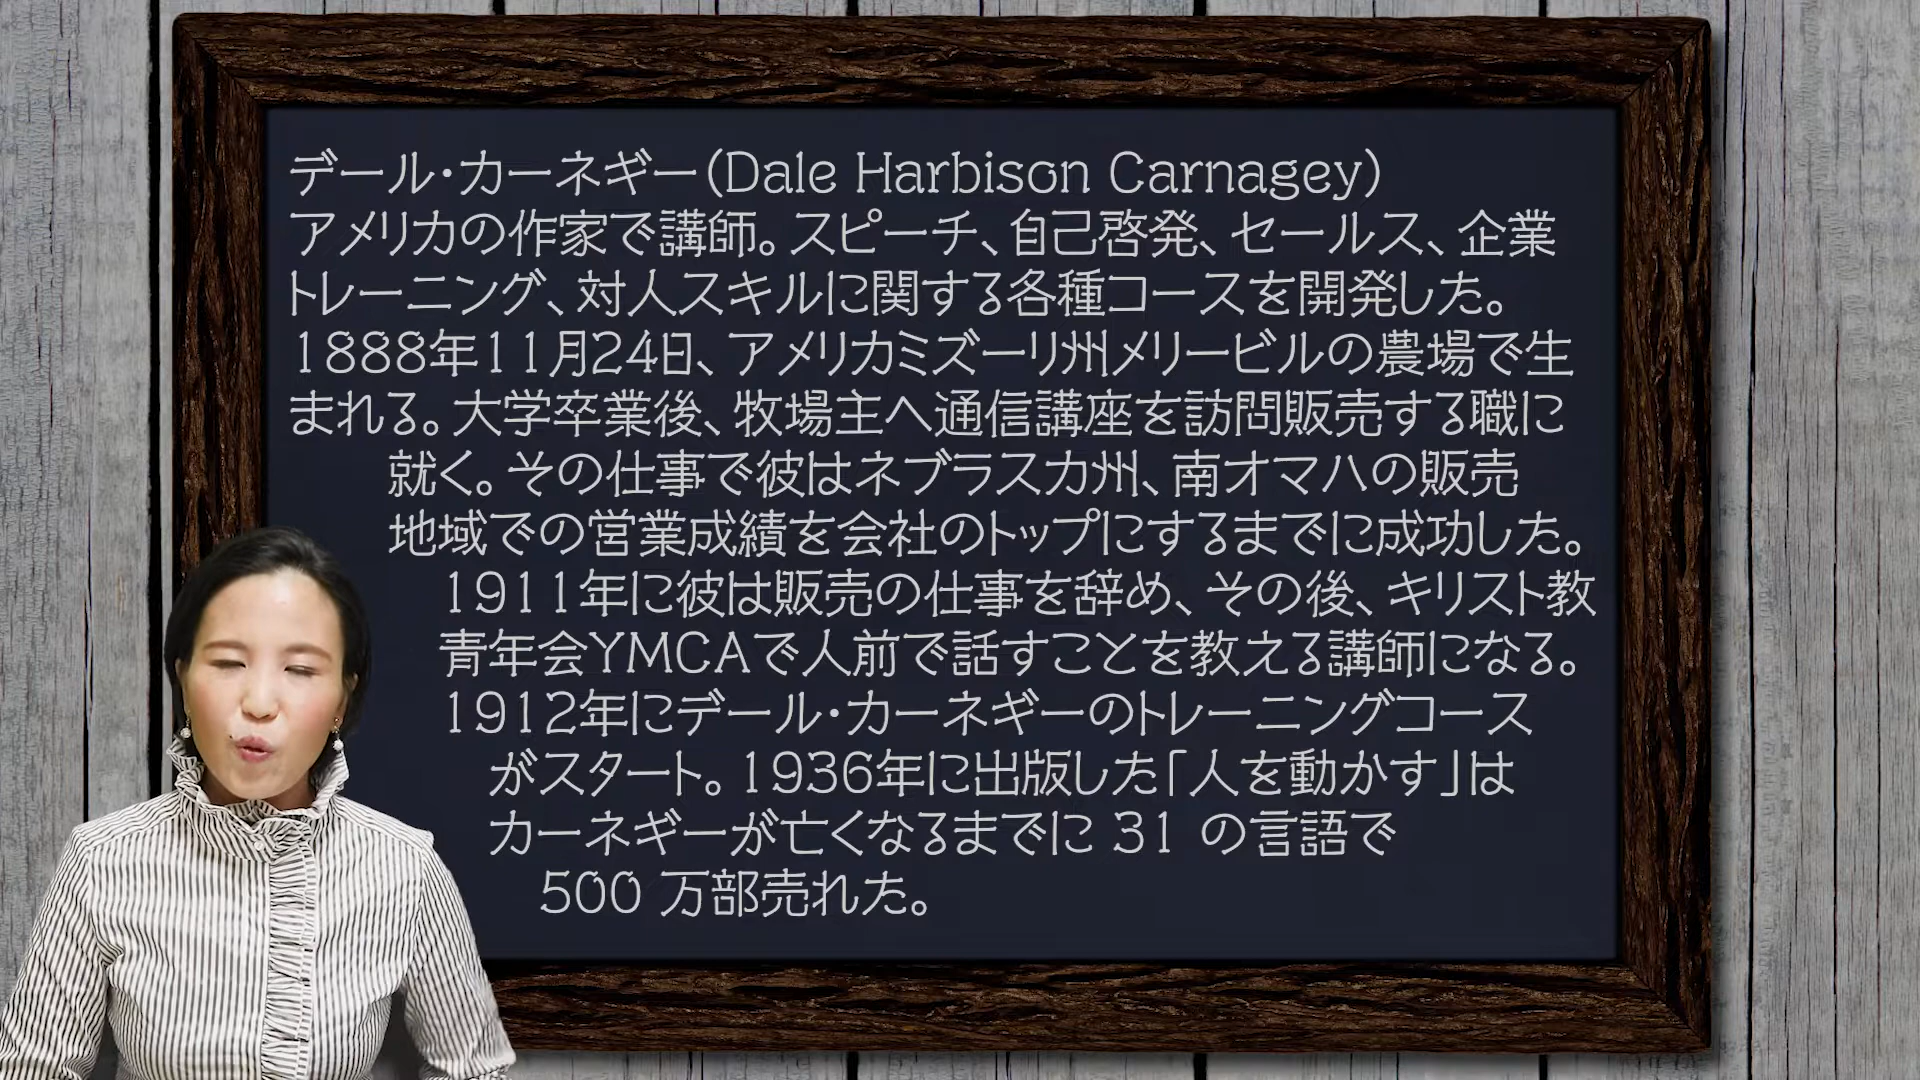 デール・カーネギー(Dale Harbison Carnagey)
アメリカの作家で講師。スピーチ、自己啓発、セールス、企業
トレーニング、対人スキルに関する各種コースを開発した。
1888年11月24日、アメリカミズーリ州メリービルの農場で生
まれる。大学卒業後、牧場主へ通信講座を訪問販売する職に
就く。その仕事で彼はネブラスカ州、南オマハの販売
地域での営業成績を会社のトップにするまでに成功した。
1911年に彼は販売の仕事を辞め、その後、キリスト教
青年会YMCAで人前で話すことを教える講師になる。
1912年にデール・カーネギーのトレーニングコース
がスタート。1936年に出版した「人を動かす」は
カーネギーが亡くなるまでに 31 の言語で
500 万部売れた。